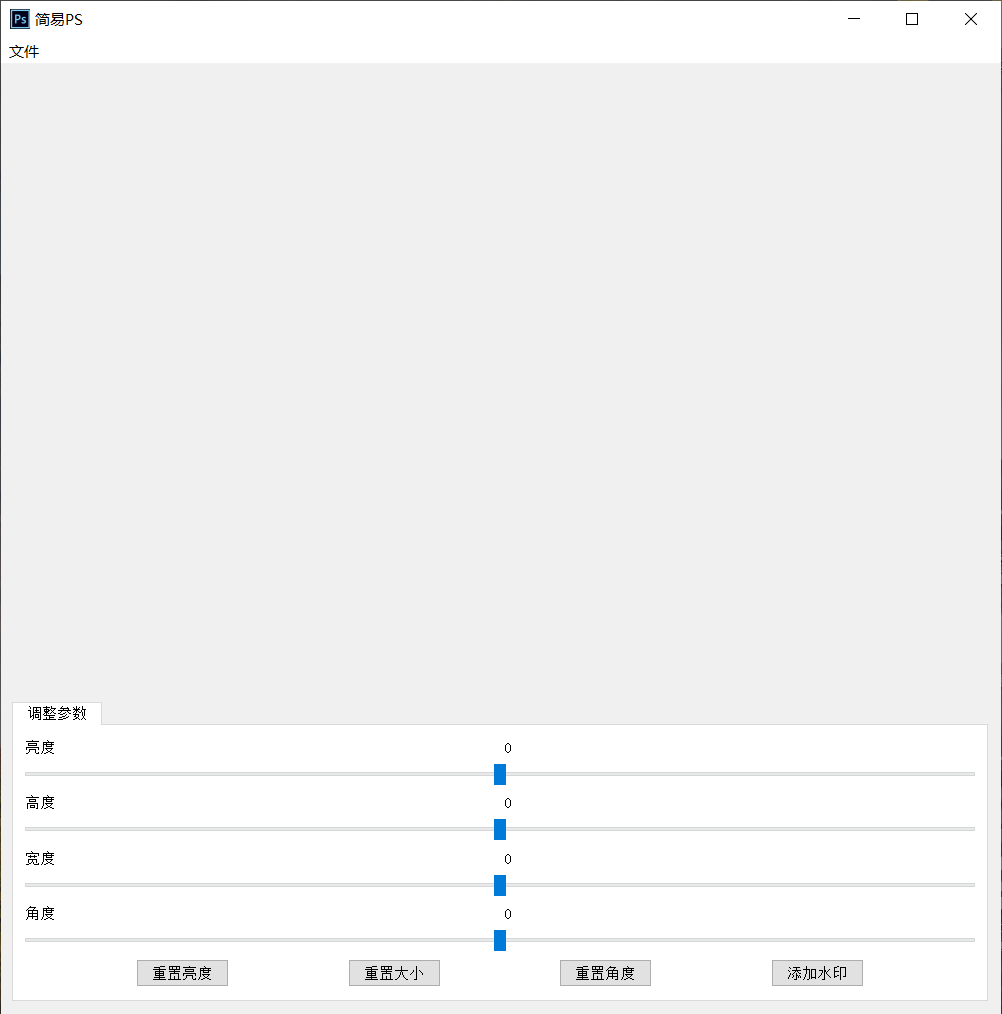 Ps 简易PS
文件
调整参数
亮度 0
高度 0
宽度 0
角度 0
重置亮度 重置大小 重置角度 添加水印